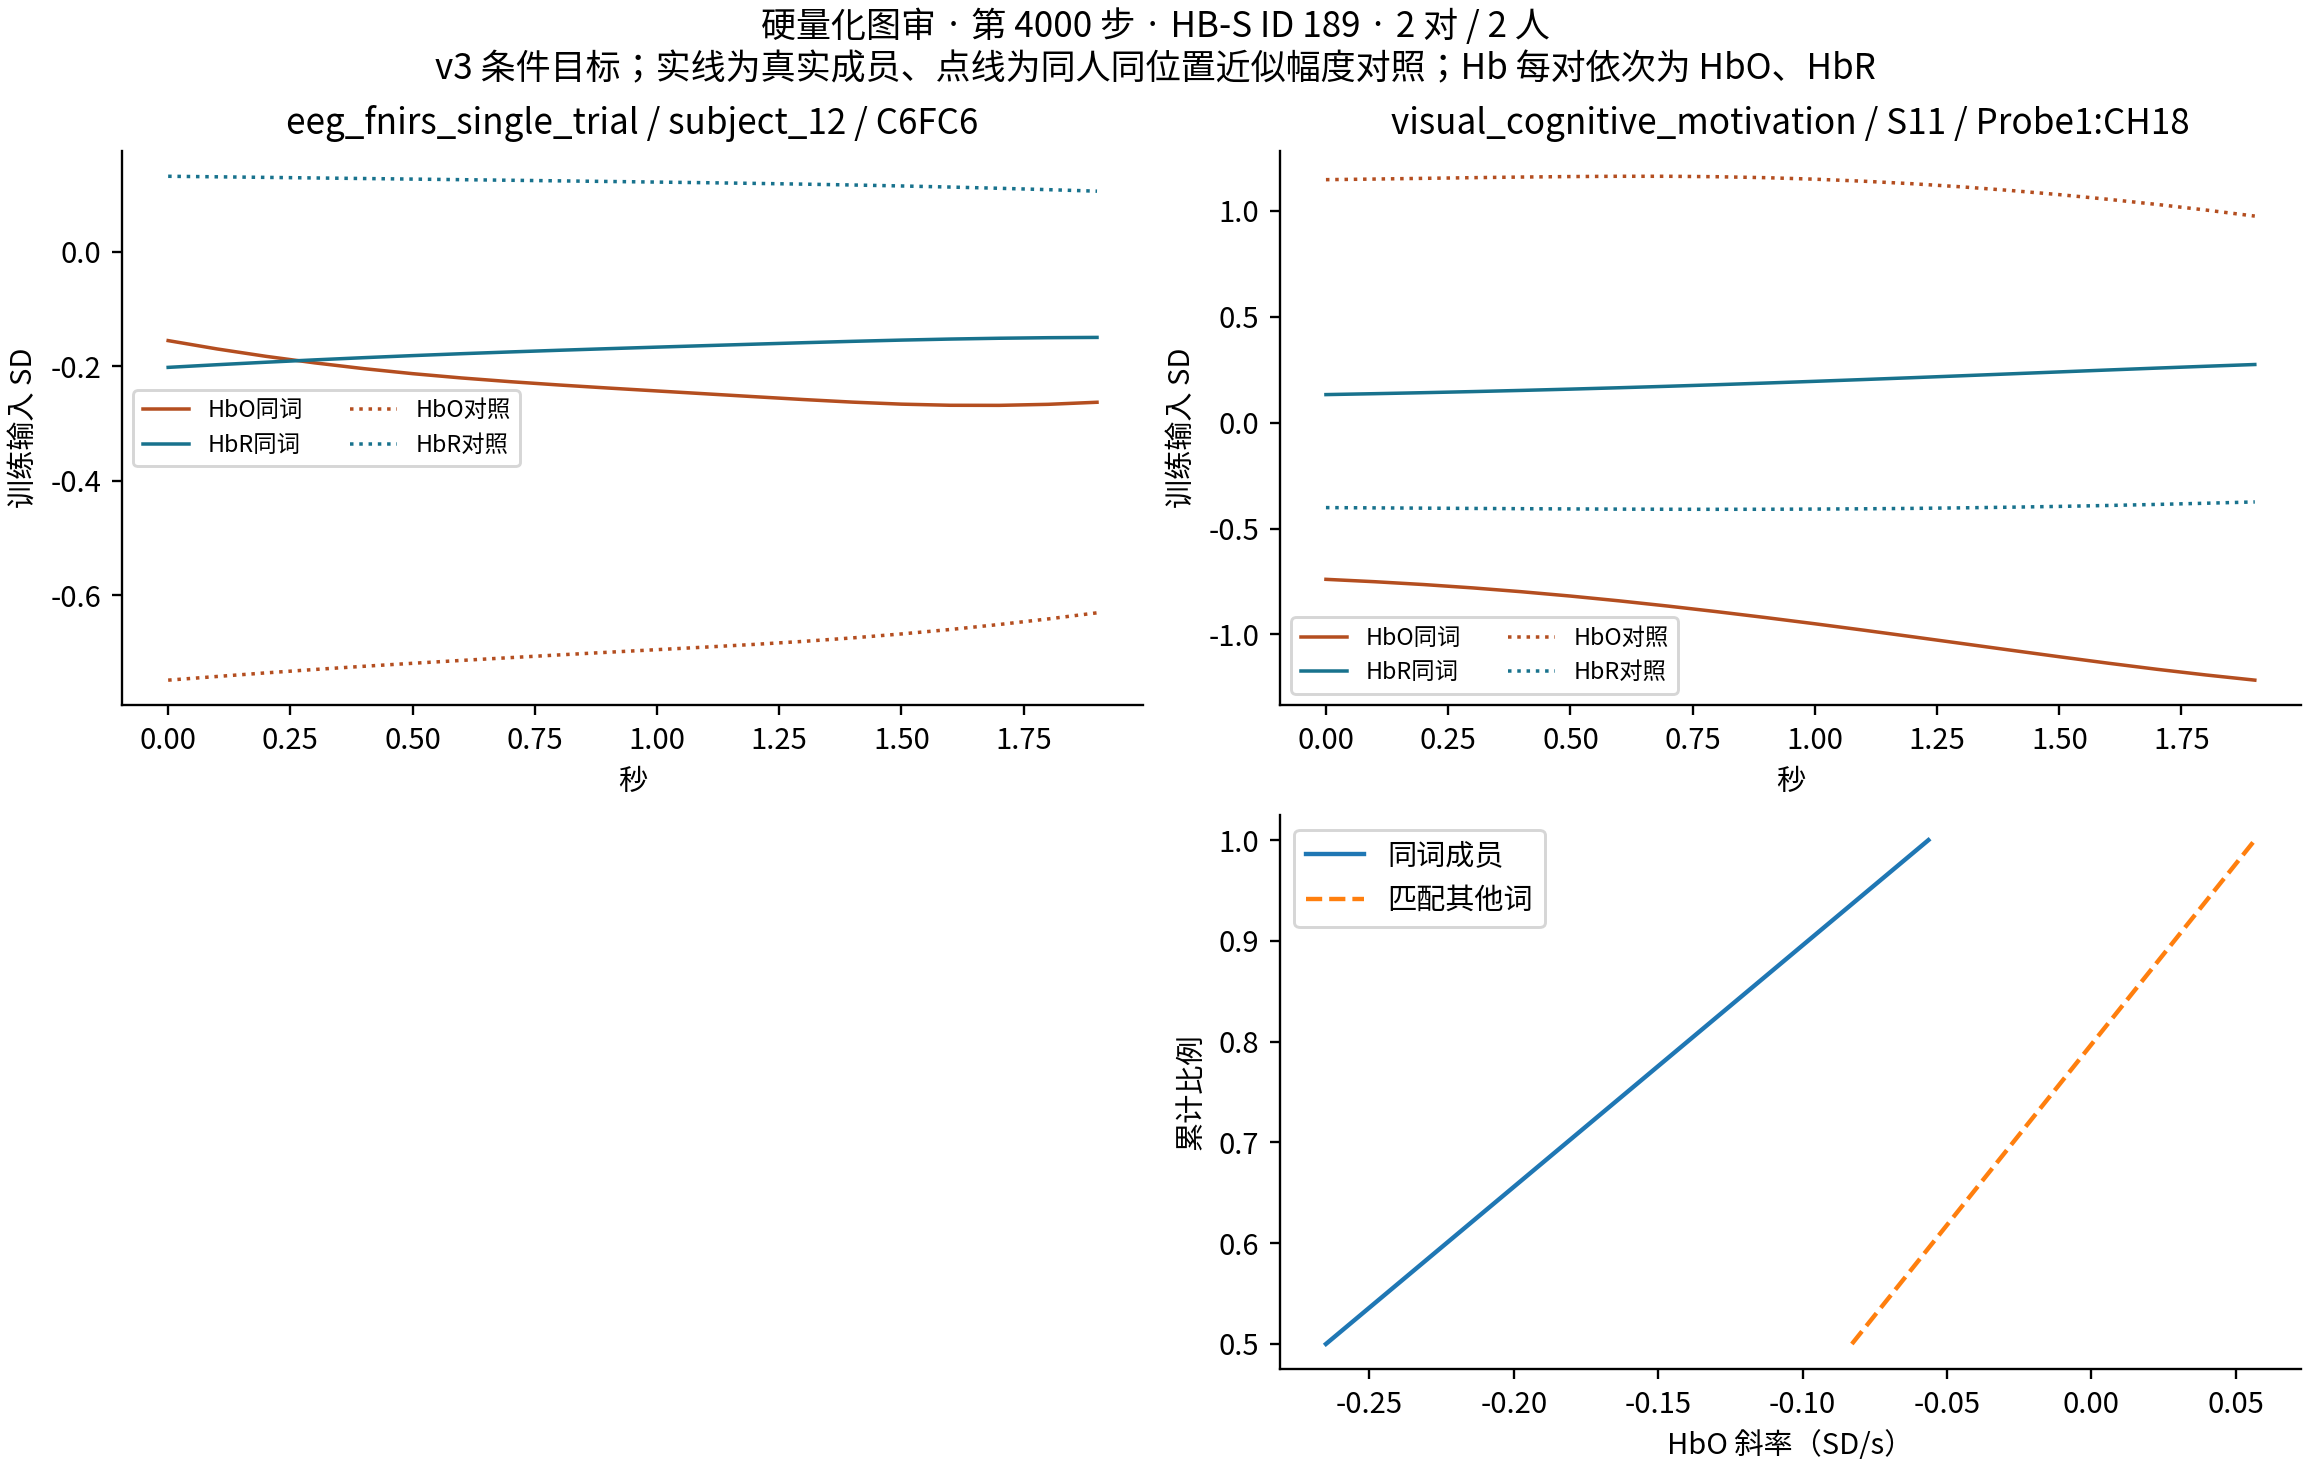 硬量化图审 · 第 4000 步 · HB-S ID 189 · 2 对 / 2 人
v3 条件目标；实线为真实成员、点线为同人同位置近似幅度对照；Hb 每对依次为 HbO、HbR
eeg_fnirs_single_trial / subject_12 / C6FC6
训练输入 SD
0.0
-0.2
-0.4
-0.6
HbO同词
HbR同词
HbO对照
HbR对照
0.00 0.25 0.50 0.75 1.00 1.25 1.50 1.75
秒
visual_cognitive_motivation / S11 / Probe1:CH18
训练输入 SD
1.0
0.5
0.0
-0.5
-1.0
HbO同词
HbR同词
HbO对照
HbR对照
0.00 0.25 0.50 0.75 1.00 1.25 1.50 1.75
秒
累计比例
1.0
0.9
0.8
0.7
0.6
0.5
同词成员
匹配其他词
-0.25 -0.20 -0.15 -0.10 -0.05 0.00 0.05
HbO 斜率（SD/s）